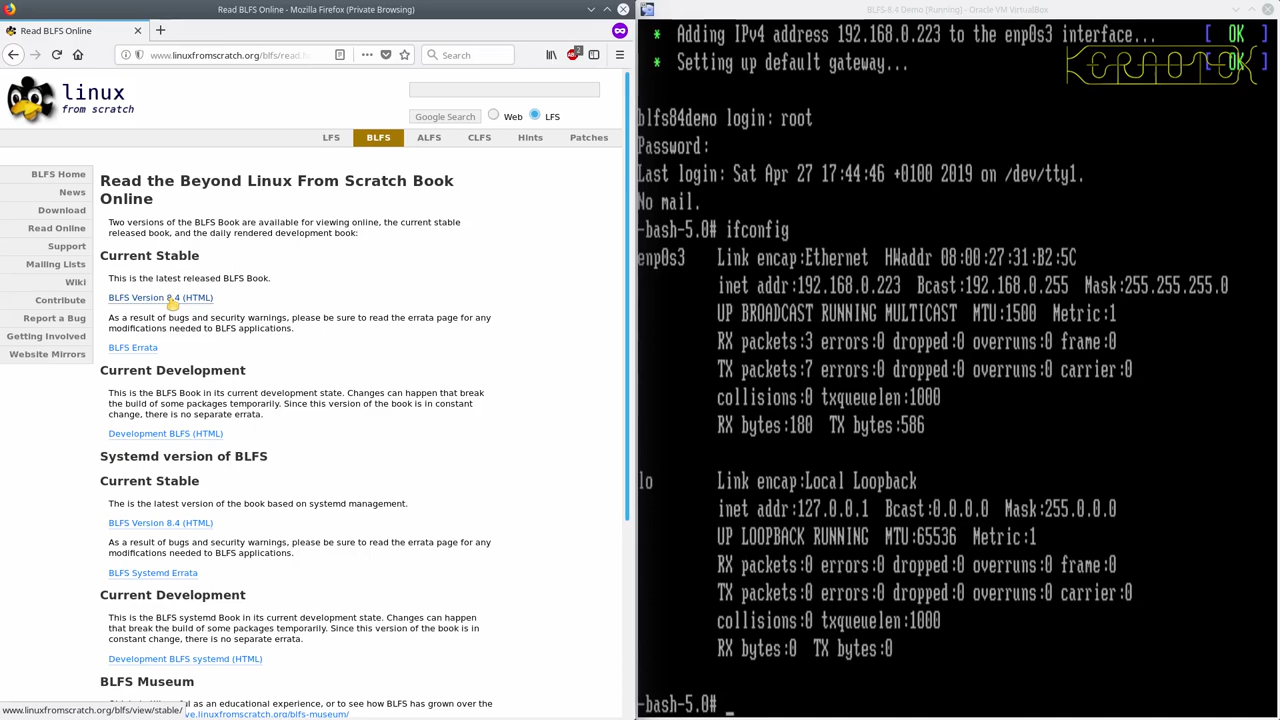 Read BLFS Online - Mozilla Firefox (Private Browsing)
Read BLFS Online
www.linuxfromscratch.org/blfs/read.h
Search
2
linux
from scratch
Google Search
Web
LFS
LFS
BLFS
ALFS
CLFS
Hints
Patches
BLFS Home
News
Download
Read Online
Support
Mailing Lists
Wiki
Contribute
Report a Bug
Getting Involved
Website Mirrors
Read the Beyond Linux From Scratch Book
Online
Two versions of the BLFS Book are available for viewing online, the current stable
released book, and the daily rendered development book:
Current Stable
This is the latest released BLFS Book.
BLFS Version 8.4 (HTML)
As a result of bugs and security warnings, please be sure to read the errata page for any
modifications needed to BLFS applications.
BLFS Errata
Current Development
This is the BLFS Book in its current development state. Changes can happen that break
the build of some packages temporarily. Since this version of the book is in constant
change, there is no separate errata.
Development BLFS (HTML)
Systemd version of BLFS
Current Stable
The is the latest version of the book based on systemd management.
BLFS Version 8.4 (HTML)
As a result of bugs and security warnings, please be sure to read the errata page for any
modifications needed to BLFS applications.
BLFS Systemd Errata
Current Development
This is the BLFS systemd Book in its current development state. Changes can happen
that break the build of some packages temporarily. Since this version of the book is in
constant change, there is no separate errata.
Development BLFS systemd (HTML)
BLFS Museum
as an educational experience, or to see how BLFS has grown over the
ve.linuxfromscratch.org/blfs-museum/
www.linuxfromscratch.org/blfs/view/stable/
BLFS-8.4 Demo [Running] - Oracle VM VirtualBox
* Adding IPv4 address 192.168.0.223 to the enp0s3 interface... [ OK ]
* Setting up default gateway... [ OK ]
blfs84demo login: root
Password:
Last login: Sat Apr 27 17:44:46 +0100 2019 on /dev/tty1.
No mail.
-bash-5.0# ifconfig
enp0s3 Link encap:Ethernet HWaddr 08:00:27:31:B2:5C
inet addr:192.168.0.223 Bcast:192.168.0.255 Mask:255.255.255.0
UP BROADCAST RUNNING MULTICAST MTU:1500 Metric:1
RX packets:3 errors:0 dropped:0 overruns:0 frame:0
TX packets:7 errors:0 dropped:0 overruns:0 carrier:0
collisions:0 txqueuelen:1000
RX bytes:180 TX bytes:586
lo Link encap:Local Loopback
inet addr:127.0.0.1 Bcast:0.0.0.0 Mask:255.0.0.0
UP LOOPBACK RUNNING MTU:65536 Metric:1
RX packets:0 errors:0 dropped:0 overruns:0 frame:0
TX packets:0 errors:0 dropped:0 overruns:0 carrier:0
collisions:0 txqueuelen:1000
RX bytes:0 TX bytes:0
-bash-5.0# _